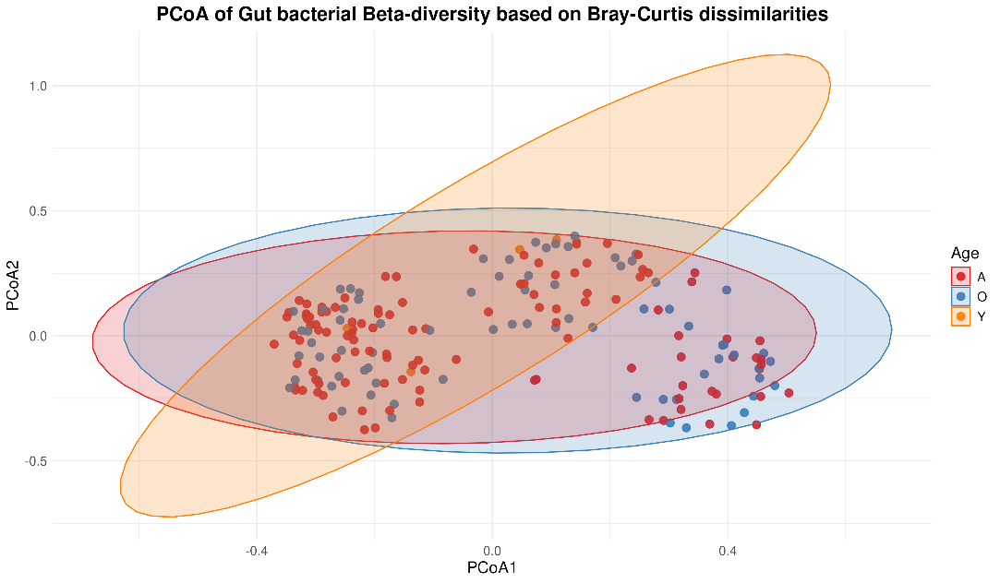 PCoA of Gut bacterial Beta-diversity based on Bray-Curtis dissimilarities
PCoA2
1.0
0.5
0.0
-0.5
-0.4
0.0
0.4
PCoA1
Age
A
O
Y